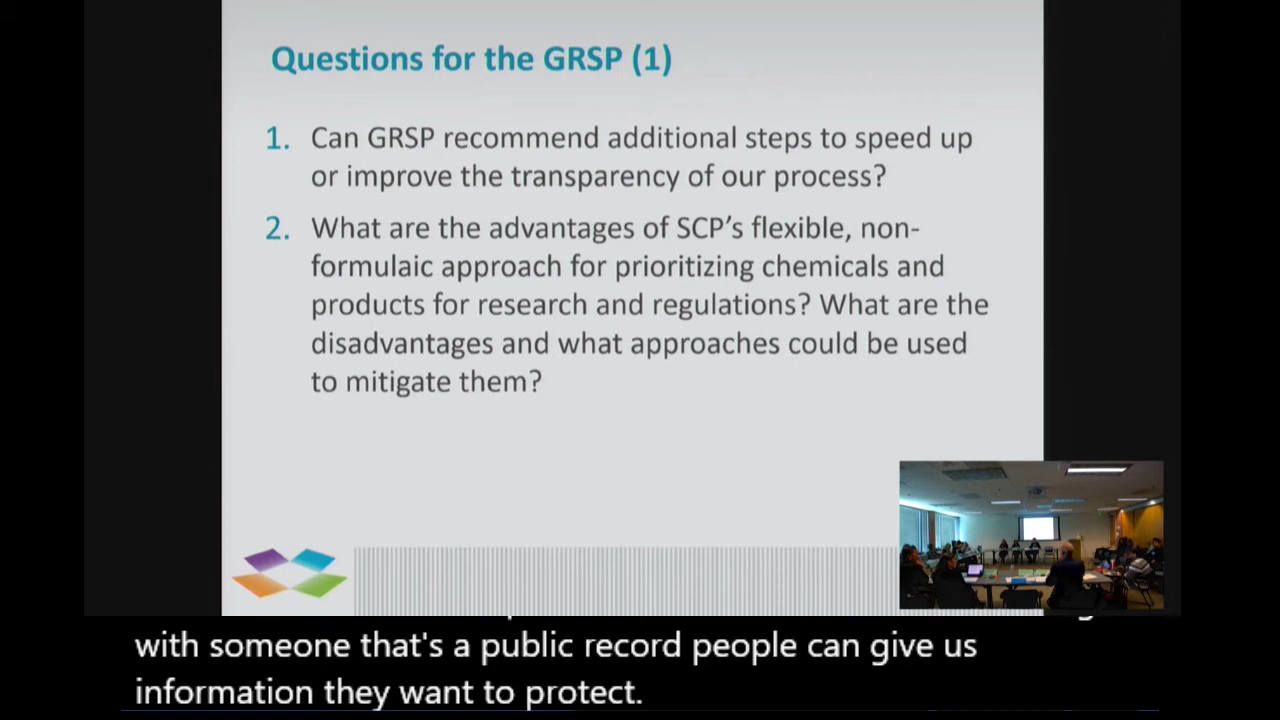 Questions for the GRSP (1)
1. Can GRSP recommend additional steps to speed up
or improve the transparency of our process?
2. What are the advantages of SCP's flexible, non-
formulaic approach for prioritizing chemicals and
products for research and regulations? What are the
disadvantages and what approaches could be used
to mitigate them?
with someone that's a public record people can give us
information they want to protect.